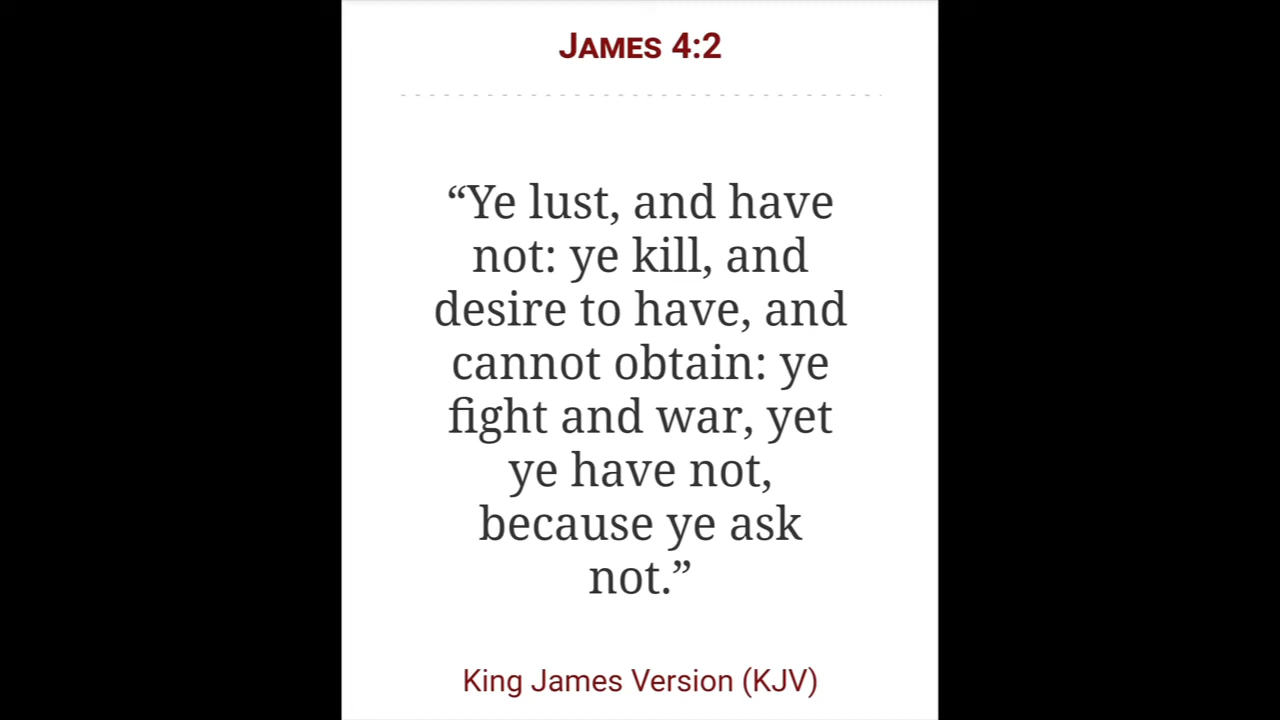 James 4:2
“Ye lust, and have
not: ye kill, and
desire to have, and
cannot obtain: ye
fight and war, yet
ye have not,
because ye ask
not.”
King James Version (KJV)